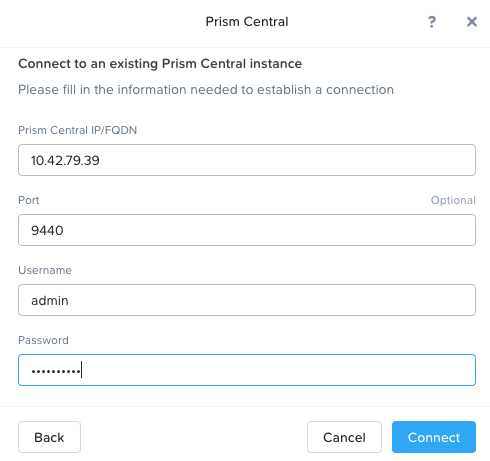 Prism Central ? ×
Connect to an existing Prism Central instance
Please fill in the information needed to establish a connection
Prism Central IP/FQDN
10.42.79.39
Port Optional
9440
Username
admin
Password
••••••••••
Back Cancel Connect